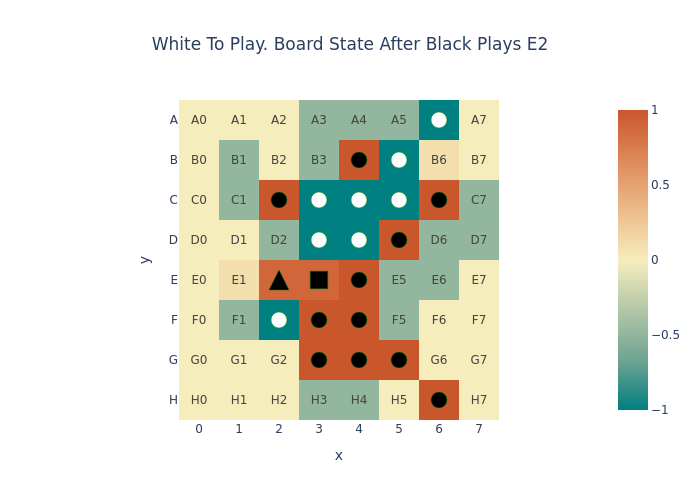 White To Play. Board State After Black Plays E2
A A0 A1 A2 A3 A4 A5 A7
B B0 B1 B2 B3 B6 B7
C C0 C1 C7
D D0 D1 D2 D6 D7
E E0 E1 E5 E6 E7
F F0 F1 F5 F6 F7
G G0 G1 G2 G6 G7
H H0 H1 H2 H3 H4 H5 H7
0 1 2 3 4 5 6 7
x
y
1
0.5
0
−0.5
−1